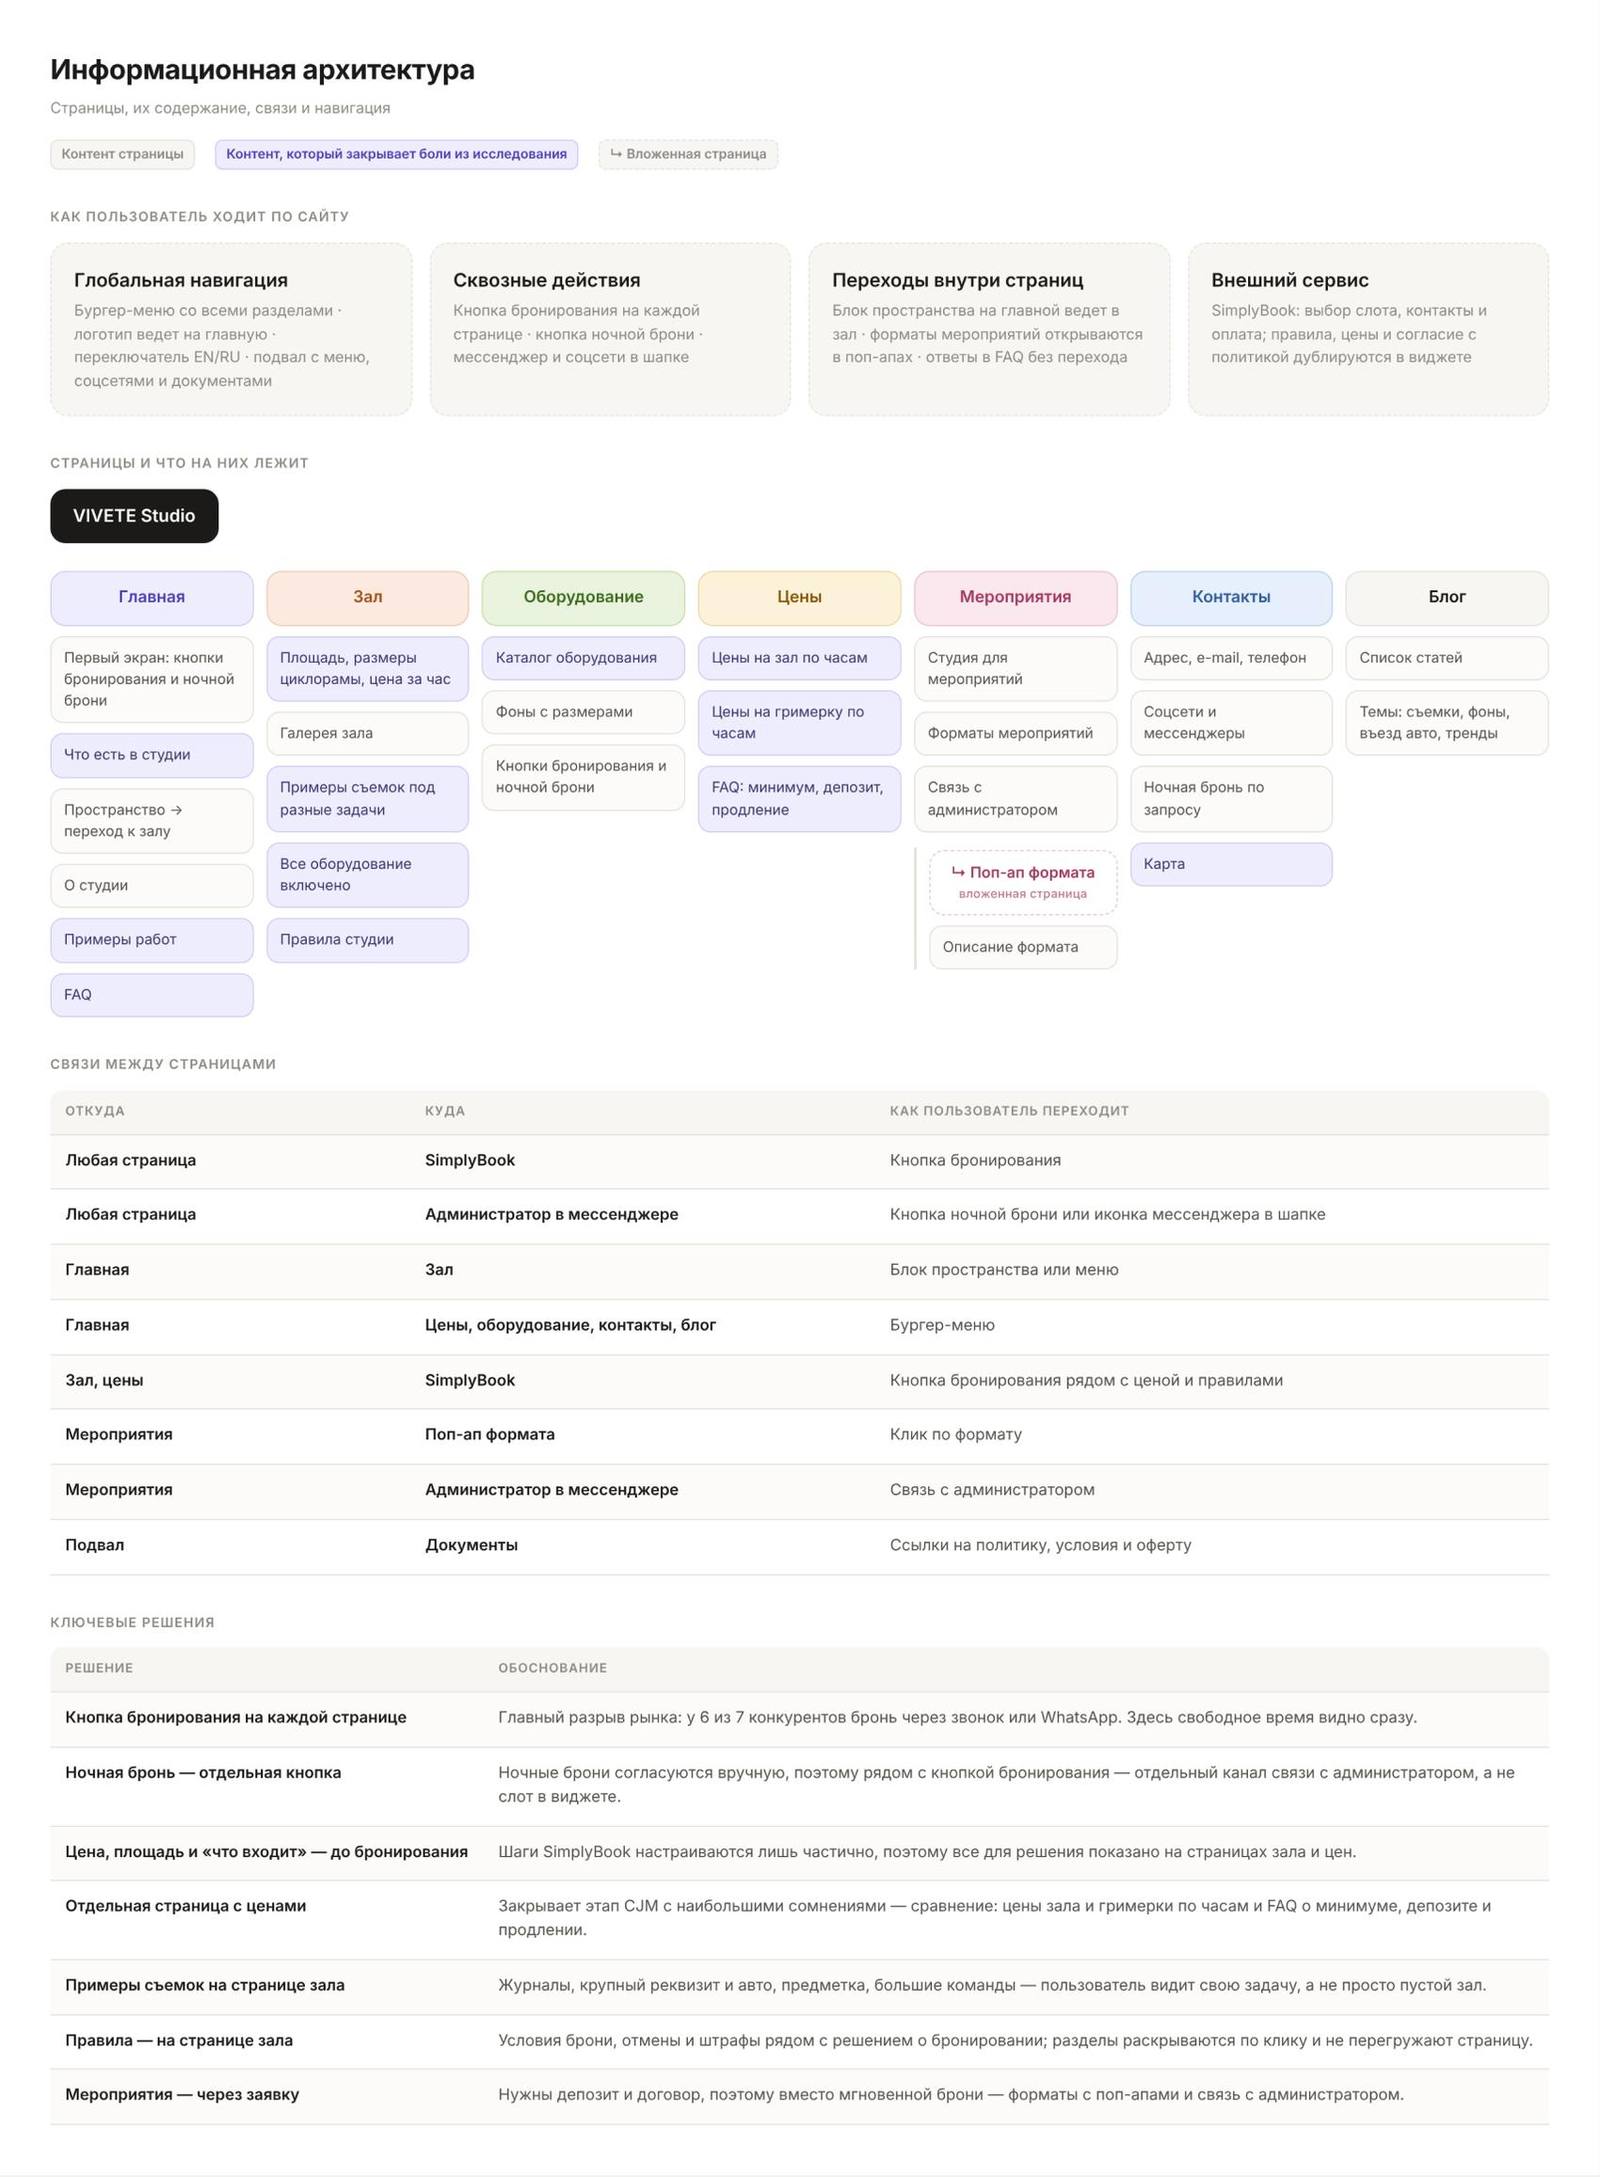 Информационная архитектура
Страницы, их содержание, связи и навигация
Контент страницы
Контент, который закрывает боли из исследования
↳ Вложенная страница
КАК ПОЛЬЗОВАТЕЛЬ ХОДИТ ПО САЙТУ
Глобальная навигация
Бургер-меню со всеми разделами ·
логотип ведет на главную ·
переключатель EN/RU · подвал с меню,
соцсетями и документами
Сквозные действия
Кнопка бронирования на каждой
странице · кнопка ночной брони ·
мессенджер и соцсети в шапке
Переходы внутри страниц
Блок пространства на главной ведет в
зал · форматы мероприятий открываются
в поп-апах · ответы в FAQ без перехода
Внешний сервис
SimplyBook: выбор слота, контакты и
оплата; правила, цены и согласие с
политикой дублируются в виджете
СТРАНИЦЫ И ЧТО НА НИХ ЛЕЖИТ
VIVETE Studio
Главная
Первый экран: кнопки
бронирования и ночной
брони
Что есть в студии
Пространство →
переход к залу
О студии
Примеры работ
FAQ
Зал
Площадь, размеры
циклорамы, цена за час
Галерея зала
Примеры съемок под
разные задачи
Все оборудование
включено
Правила студии
Оборудование
Каталог оборудования
Фоны с размерами
Кнопки бронирования и
ночной брони
Цены
Цены на зал по часам
Цены на гримерку по
часам
FAQ: минимум, депозит,
продление
Мероприятия
Студия для
мероприятий
Форматы мероприятий
Связь с
администратором
↳ Поп-ап формата
вложенная страница
Описание формата
Контакты
Адрес, e-mail, телефон
Соцсети и
мессенджеры
Ночная бронь по
запросу
Карта
Блог
Список статей
Темы: съемки, фоны,
въезд авто, тренды
СВЯЗИ МЕЖДУ СТРАНИЦАМИ
ОТКУДА КУДА КАК ПОЛЬЗОВАТЕЛЬ ПЕРЕХОДИТ
Любая страница SimplyBook Кнопка бронирования
Любая страница Администратор в мессенджере Кнопка ночной брони или иконка мессенджера в шапке
Главная Зал Блок пространства или меню
Главная Цены, оборудование, контакты, блог Бургер-меню
Зал, цены SimplyBook Кнопка бронирования рядом с ценой и правилами
Мероприятия Поп-ап формата Клик по формату
Мероприятия Администратор в мессенджере Связь с администратором
Подвал Документы Ссылки на политику, условия и оферту
КЛЮЧЕВЫЕ РЕШЕНИЯ
РЕШЕНИЕ ОБОСНОВАНИЕ
Кнопка бронирования на каждой странице Главный разрыв рынка: у 6 из 7 конкурентов бронь через звонок или WhatsApp. Здесь свободное время видно сразу.
Ночная бронь — отдельная кнопка Ночные брони согласуются вручную, поэтому рядом с кнопкой бронирования — отдельный канал связи с администратором, а не
слот в виджете.
Цена, площадь и «что входит» — до бронирования Шаги SimplyBook настраиваются лишь частично, поэтому все для решения показано на страницах зала и цен.
Отдельная страница с ценами Закрывает этап CJM с наибольшими сомнениями — сравнение: цены зала и гримерки по часам и FAQ о минимуме, депозите и
продлении.
Примеры съемок на странице зала Журналы, крупный реквизит и авто, предметка, большие команды — пользователь видит свою задачу, а не просто пустой зал.
Правила — на странице зала Условия брони, отмены и штрафы рядом с решением о бронировании; разделы раскрываются по клику и не перегружают страницу.
Мероприятия — через заявку Нужны депозит и договор, поэтому вместо мгновенной брони — форматы с поп-апами и связь с администратором.